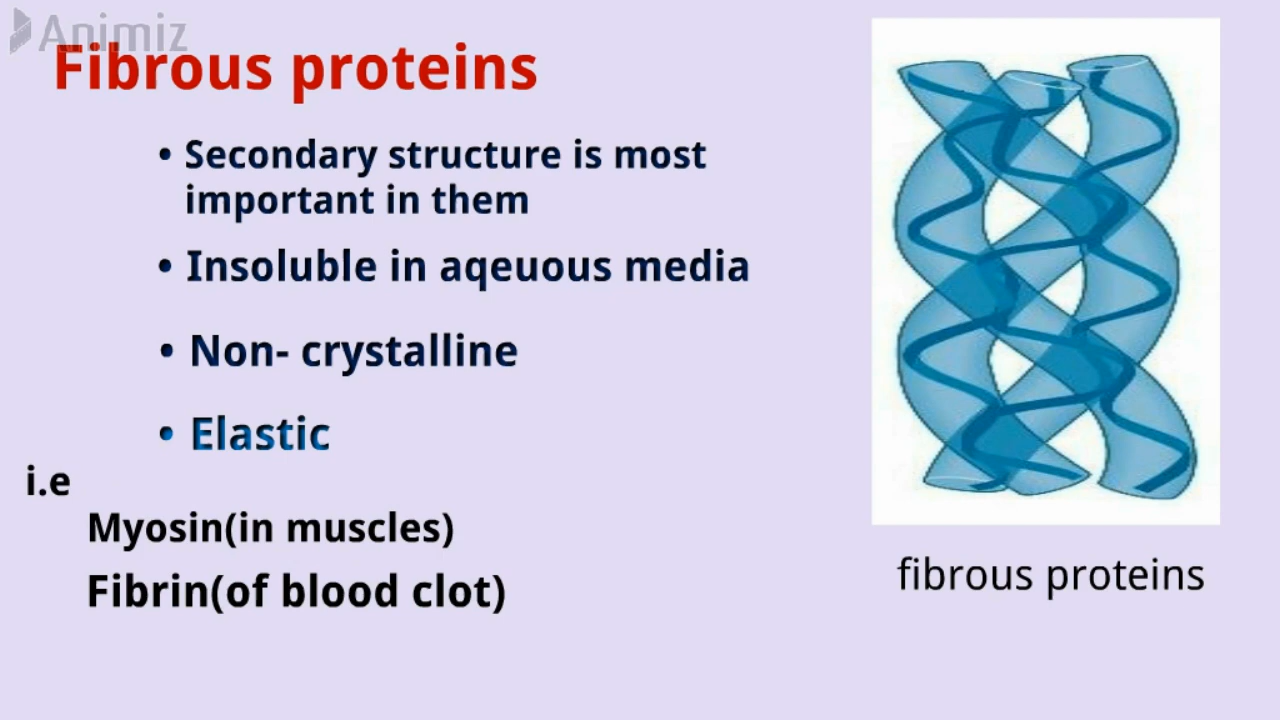 Animiz
Fibrous proteins
• Secondary structure is most
important in them
• Insoluble in aqeuous media
• Non- crystalline
• Elastic
i.e
Myosin(in muscles)
Fibrin(of blood clot)
fibrous proteins